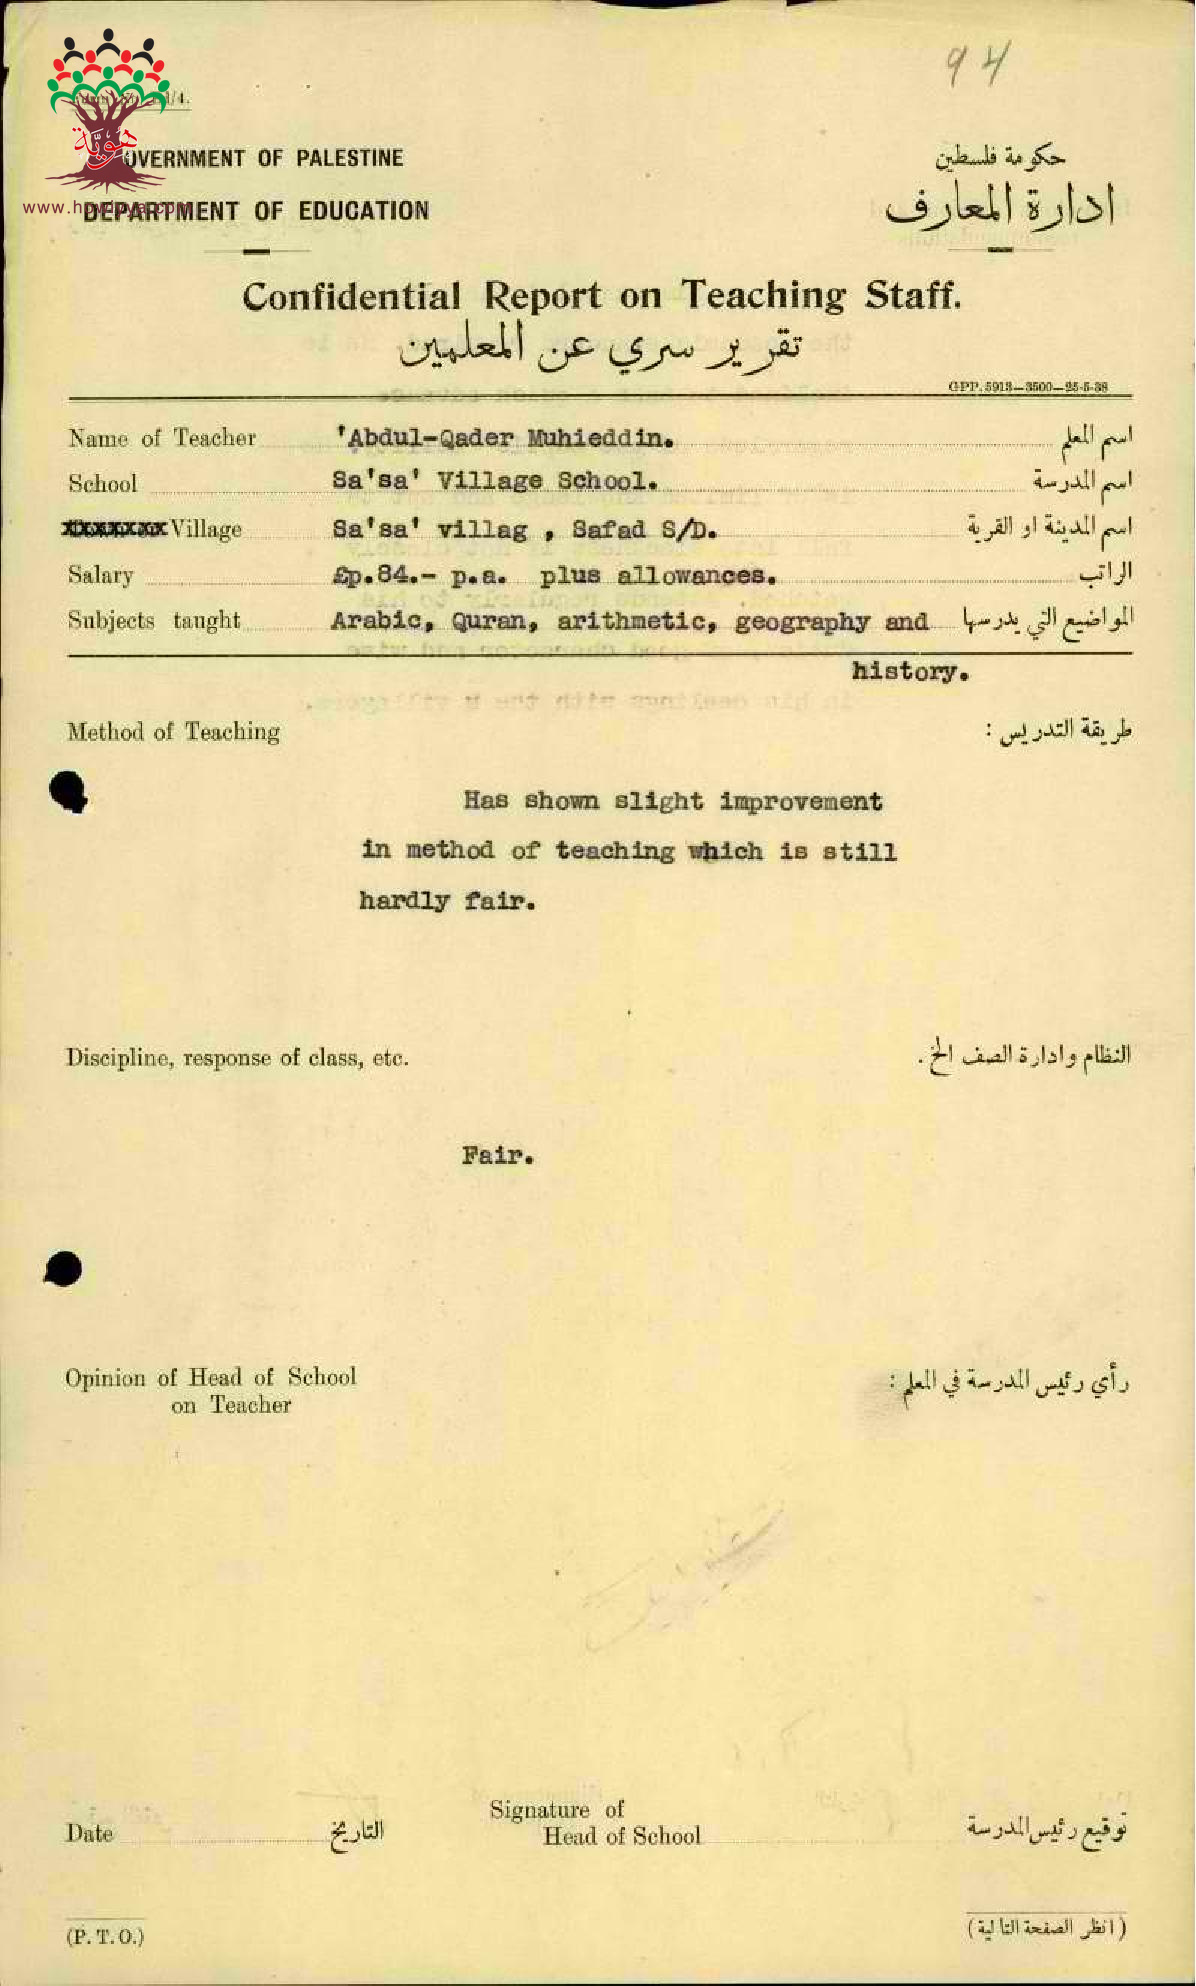 94
هوية
www.howiyya.com
GOVERNMENT OF PALESTINE
حكومة فلسطين
DEPARTMENT OF EDUCATION
ادارة المعارف
Confidential Report on Teaching Staff.
تقرير سري عن المعلمين
GPP. 5913—3500—25-5-38
Name of Teacher 'Abdul-Qader Muhieddin. اسم المعلم
School Sa'sa' Village School. اسم المدرسة
Village Sa'sa' villag , Safad S/D. اسم المدينة او القرية
Salary £p.84.- p.a. plus allowances. الراتب
Subjects taught Arabic, Quran, arithmetic, geography and المواضيع التي يدرسها
history.
Method of Teaching طريقة التدريس :
Has shown slight improvement
in method of teaching which is still
hardly fair.
Discipline, response of class, etc. النظام وادارة الصف الخ .
Fair.
Opinion of Head of School رأي رئيس المدرسة في المعلم :
on Teacher
Signature of
Date التاريخ Head of School توقيع رئيس المدرسة
(P. T. O.) (انظر الصفحة التالية)